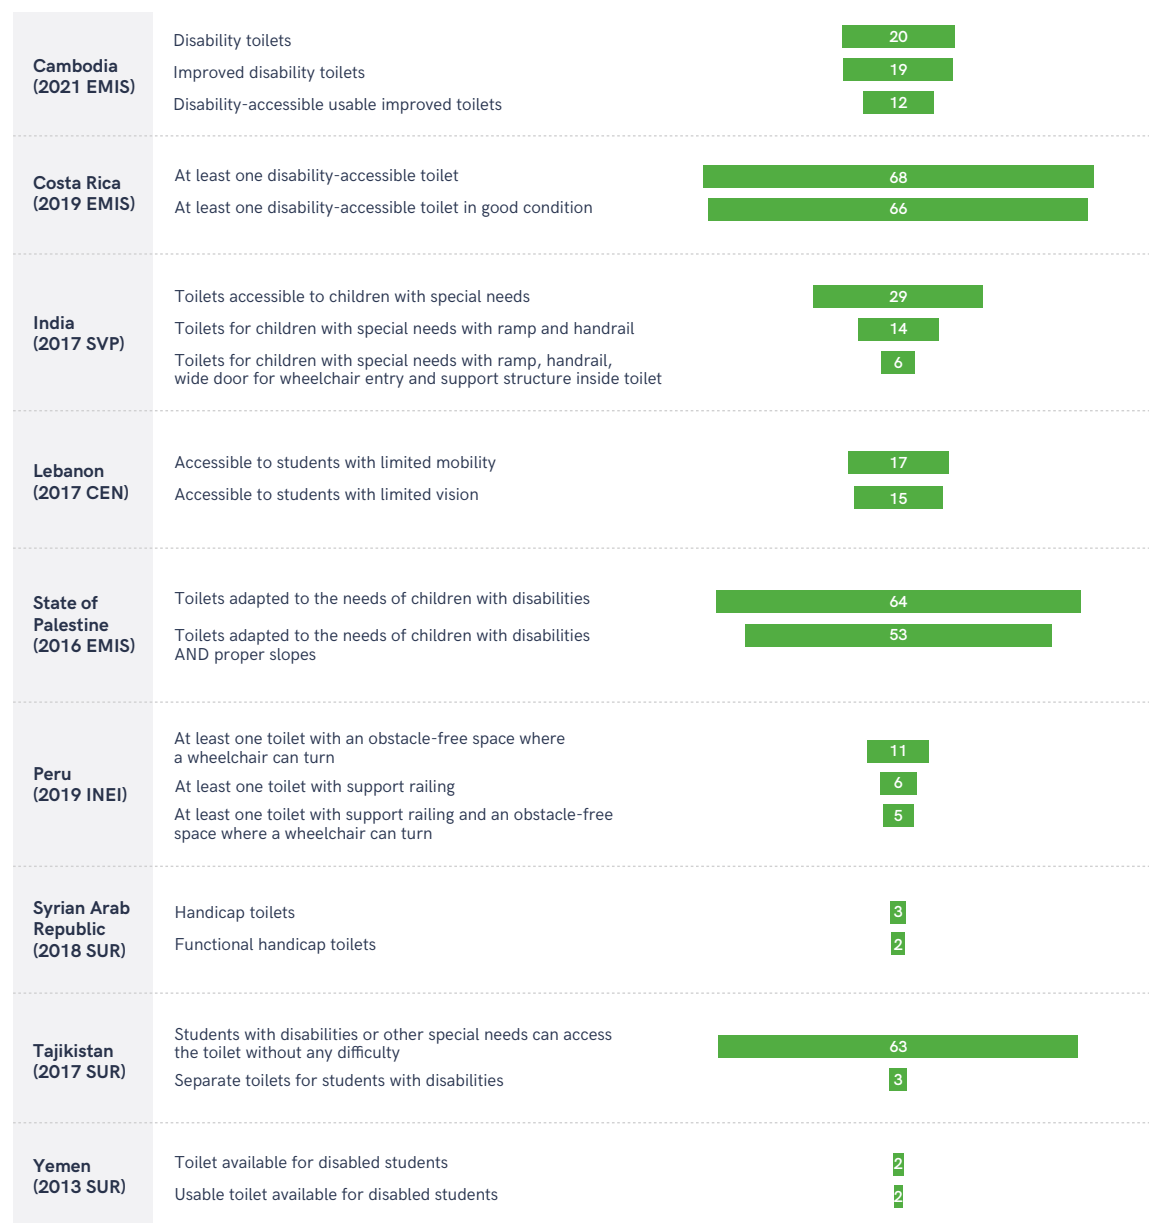 Cambodia
(2021 EMIS)
Disability toilets
20
Improved disability toilets
19
Disability-accessible usable improved toilets
12
Costa Rica
(2019 EMIS)
At least one disability-accessible toilet
68
At least one disability-accessible toilet in good condition
66
India
(2017 SVP)
Toilets accessible to children with special needs
29
Toilets for children with special needs with ramp and handrail
14
Toilets for children with special needs with ramp, handrail,
wide door for wheelchair entry and support structure inside toilet
6
Lebanon
(2017 CEN)
Accessible to students with limited mobility
17
Accessible to students with limited vision
15
State of
Palestine
(2016 EMIS)
Toilets adapted to the needs of children with disabilities
64
Toilets adapted to the needs of children with disabilities
AND proper slopes
53
Peru
(2019 INEI)
At least one toilet with an obstacle-free space where
a wheelchair can turn
11
At least one toilet with support railing
6
At least one toilet with support railing and an obstacle-free
space where a wheelchair can turn
5
Syrian Arab
Republic
(2018 SUR)
Handicap toilets
3
Functional handicap toilets
2
Tajikistan
(2017 SUR)
Students with disabilities or other special needs can access
the toilet without any difficulty
63
Separate toilets for students with disabilities
3
Yemen
(2013 SUR)
Toilet available for disabled students
2
Usable toilet available for disabled students
2